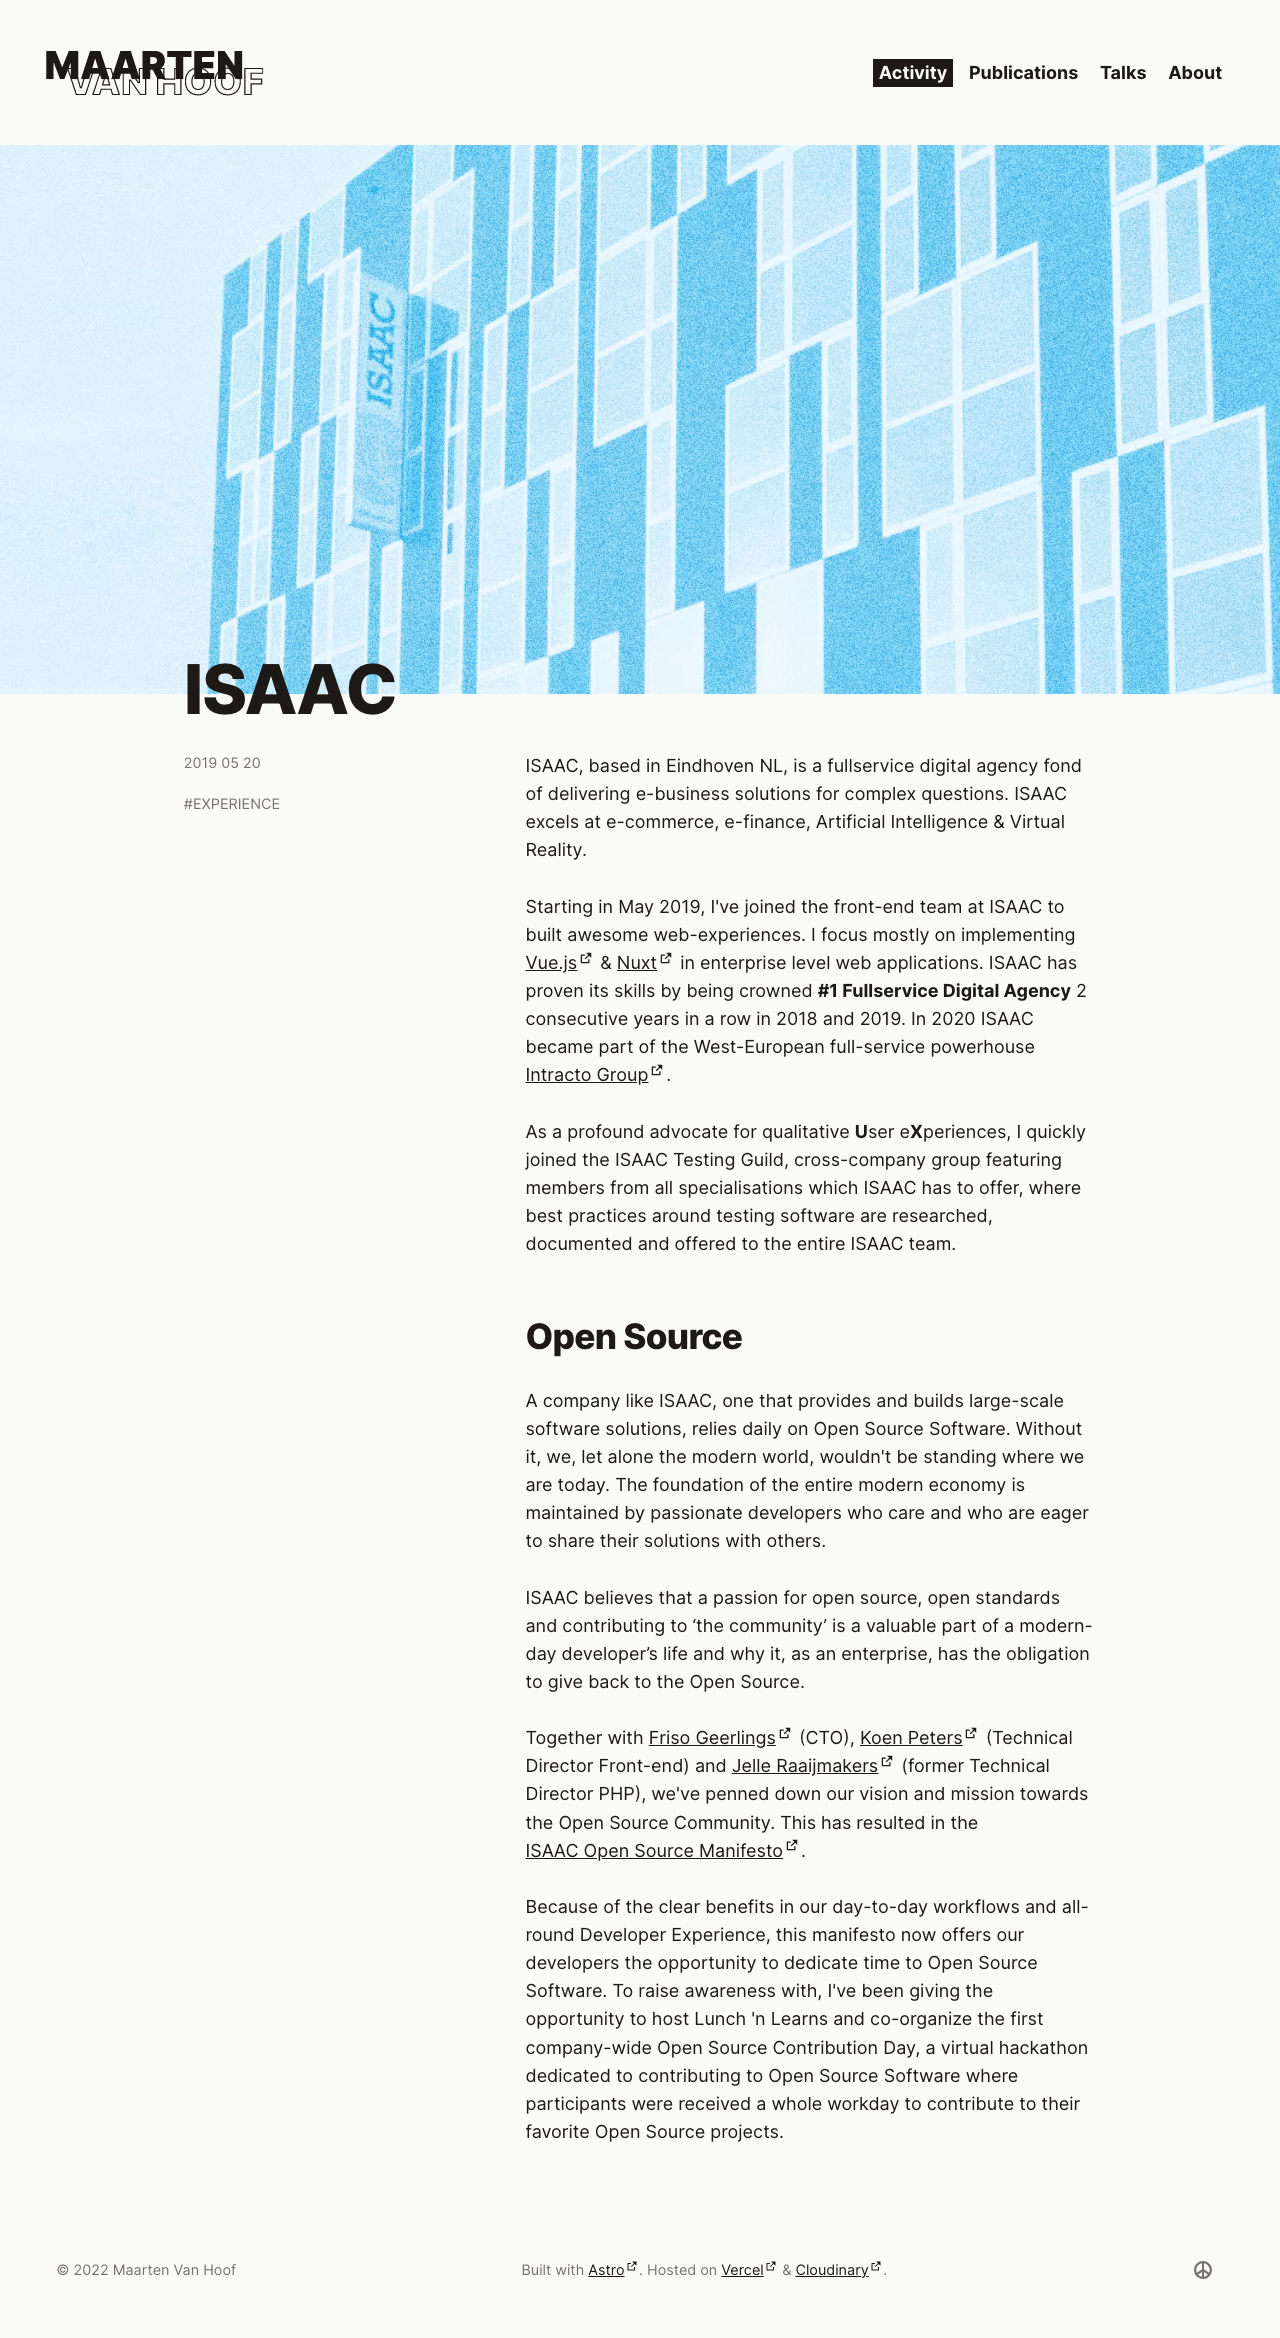 MAARTEN
VAN HOOF
Activity Publications Talks About
ISAAC
ISAAC
2019 05 20
#EXPERIENCE
ISAAC, based in Eindhoven NL, is a fullservice digital agency fond
of delivering e-business solutions for complex questions. ISAAC
excels at e-commerce, e-finance, Artificial Intelligence & Virtual
Reality.
Starting in May 2019, I've joined the front-end team at ISAAC to
built awesome web-experiences. I focus mostly on implementing
Vue.js & Nuxt in enterprise level web applications. ISAAC has
proven its skills by being crowned #1 Fullservice Digital Agency 2
consecutive years in a row in 2018 and 2019. In 2020 ISAAC
became part of the West-European full-service powerhouse
Intracto Group.
As a profound advocate for qualitative User eXperiences, I quickly
joined the ISAAC Testing Guild, cross-company group featuring
members from all specialisations which ISAAC has to offer, where
best practices around testing software are researched,
documented and offered to the entire ISAAC team.
Open Source
A company like ISAAC, one that provides and builds large-scale
software solutions, relies daily on Open Source Software. Without
it, we, let alone the modern world, wouldn't be standing where we
are today. The foundation of the entire modern economy is
maintained by passionate developers who care and who are eager
to share their solutions with others.
ISAAC believes that a passion for open source, open standards
and contributing to ‘the community’ is a valuable part of a modern-
day developer’s life and why it, as an enterprise, has the obligation
to give back to the Open Source.
Together with Friso Geerlings (CTO), Koen Peters (Technical
Director Front-end) and Jelle Raaijmakers (former Technical
Director PHP), we've penned down our vision and mission towards
the Open Source Community. This has resulted in the
ISAAC Open Source Manifesto.
Because of the clear benefits in our day-to-day workflows and all-
round Developer Experience, this manifesto now offers our
developers the opportunity to dedicate time to Open Source
Software. To raise awareness with, I've been giving the
opportunity to host Lunch 'n Learns and co-organize the first
company-wide Open Source Contribution Day, a virtual hackathon
dedicated to contributing to Open Source Software where
participants were received a whole workday to contribute to their
favorite Open Source projects.
© 2022 Maarten Van Hoof
Built with Astro. Hosted on Vercel & Cloudinary.